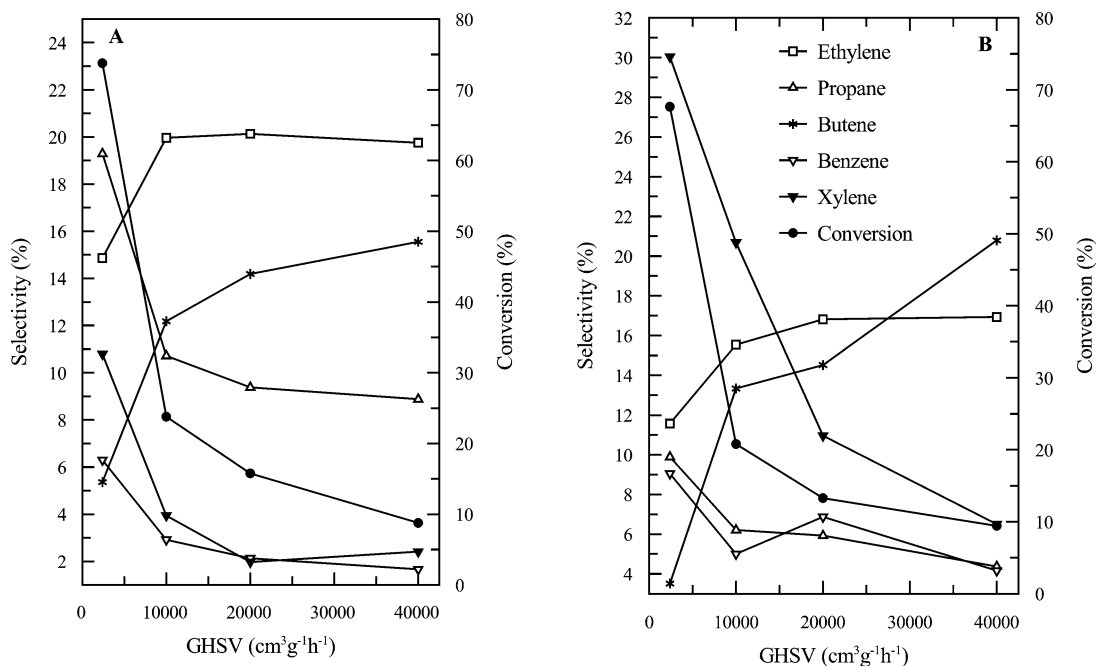 A
24
22
20
18
16
14
12
10
8
6
4
2
Selectivity (%)
80
70
60
50
40
30
20
10
0
Conversion (%)
0 10000 20000 30000 40000
GHSV (cm³g⁻¹h⁻¹)
B
32
30
28
26
24
22
20
18
16
14
12
10
8
6
4
Selectivity (%)
Ethylene
Propane
Butene
Benzene
Xylene
Conversion
80
70
60
50
40
30
20
10
0
Conversion (%)
0 10000 20000 30000 40000
GHSV (cm³g⁻¹h⁻¹)